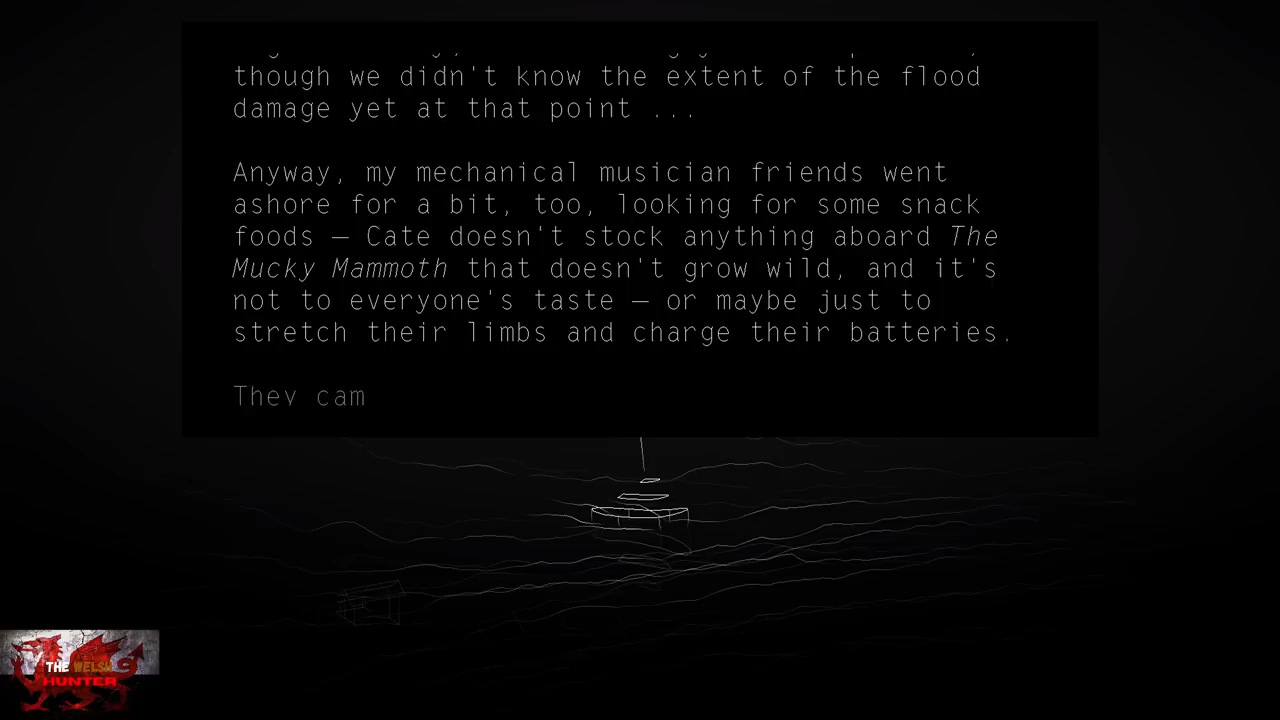 though we didn't know the extent of the flood
damage yet at that point ...
Anyway, my mechanical musician friends went
ashore for a bit, too, looking for some snack
foods — Cate doesn't stock anything aboard The
Mucky Mammoth that doesn't grow wild, and it's
not to everyone's taste — or maybe just to
stretch their limbs and charge their batteries.
They cam
THE WELSH
HUNTER